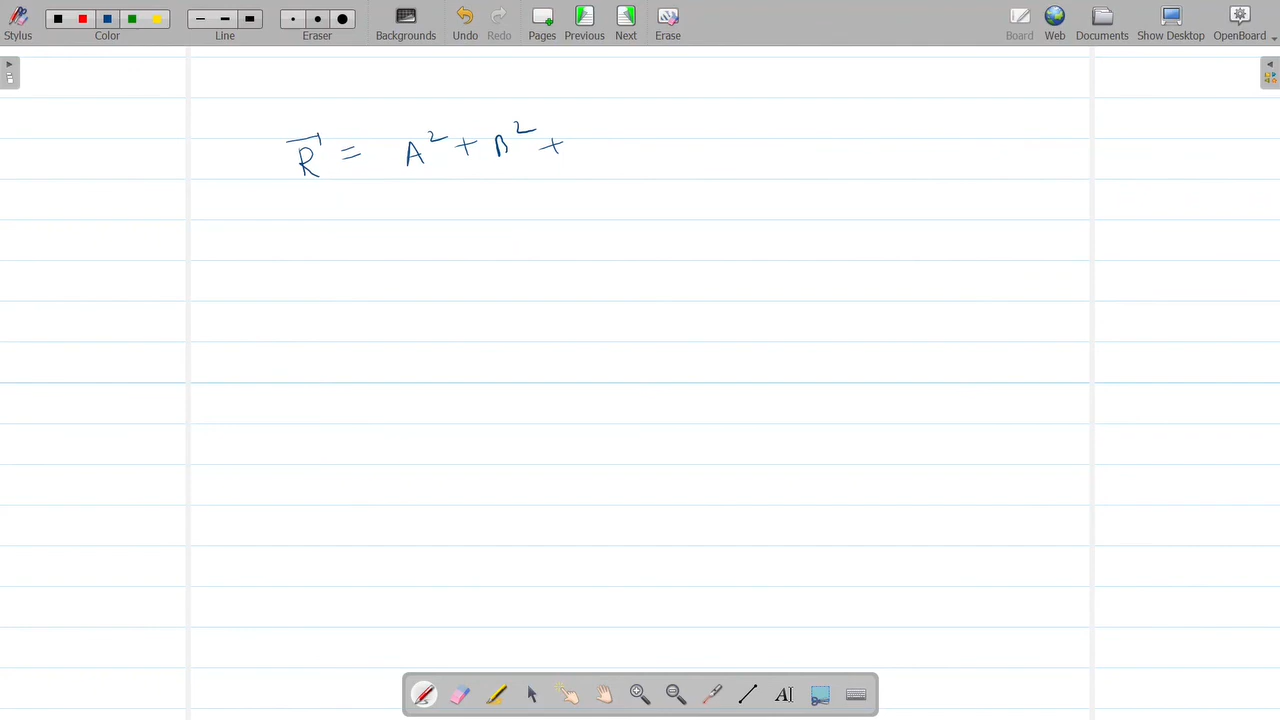 Stylus Color Line Eraser Backgrounds Undo Redo Pages Previous Next Erase Board Web Documents Show Desktop OpenBoard
R⃗ = A² + B² +
AI